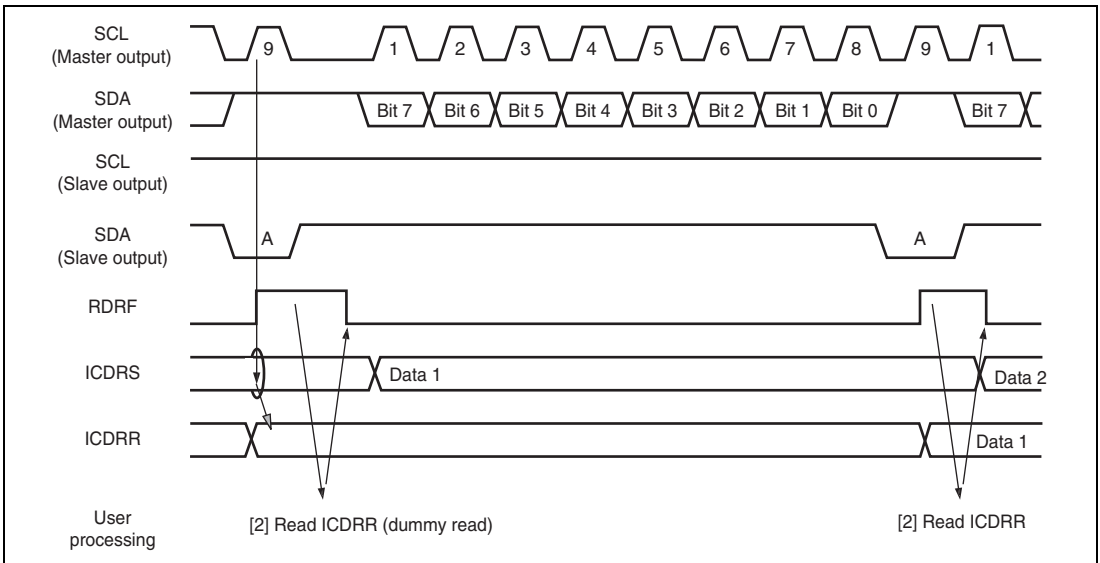 SCL
(Master output)
9 1 2 3 4 5 6 7 8 9 1
SDA
(Master output)
Bit 7 Bit 6 Bit 5 Bit 4 Bit 3 Bit 2 Bit 1 Bit 0 Bit 7
SCL
(Slave output)
SDA
(Slave output)
A A
RDRF
ICDRS
Data 1 Data 2
ICDRR
Data 1
User
processing
[2] Read ICDRR (dummy read) [2] Read ICDRR